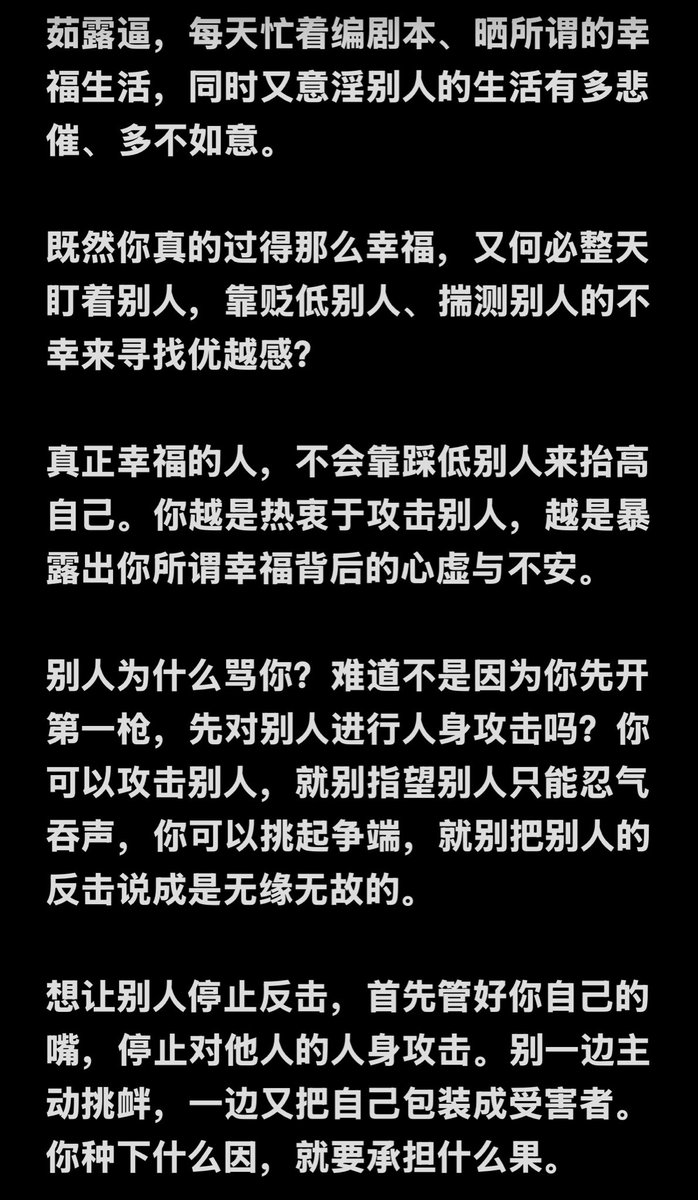 茹露逼，每天忙着编剧本、晒所谓的幸
福生活，同时又意淫别人的生活有多悲
催、多不如意。
既然你真的过得那么幸福，又何必整天
盯着别人，靠贬低别人、揣测别人的不
幸来寻找优越感？
真正幸福的人，不会靠踩低别人来抬高
自己。你越是热衷于攻击别人，越是暴
露出你所谓幸福背后的心虚与不安。
别人为什么骂你？难道不是因为你先开
第一枪，先对别人进行人身攻击吗？你
可以攻击别人，就别指望别人只能忍气
吞声，你可以挑起争端，就别把别人的
反击说成是无缘无故的。
想让别人停止反击，首先管好你自己的
嘴，停止对他人的人身攻击。别一边主
动挑衅，一边又把自己包装成受害者。
你种下什么因，就要承担什么果。